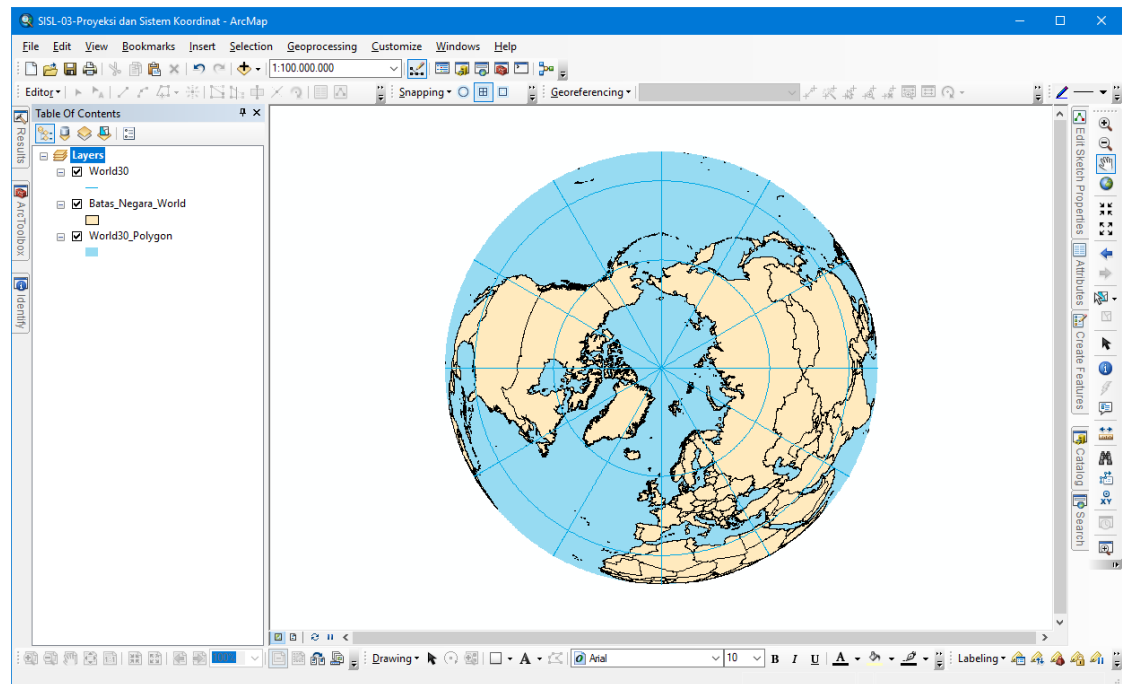 SISL-03-Proyeksi dan Sistem Koordinat - ArcMap
File Edit View Bookmarks Insert Selection Geoprocessing Customize Windows Help
1:100.000.000
Editor Snapping Georeferencing
Table Of Contents
Layers
World30
Batas_Negara_World
World30_Polygon
Results
ArcToolbox
Identify
Edit Sketch Properties
Attributes
Create Features
Catalog
Search
XY
Drawing A Arial 10 B I U A Labeling